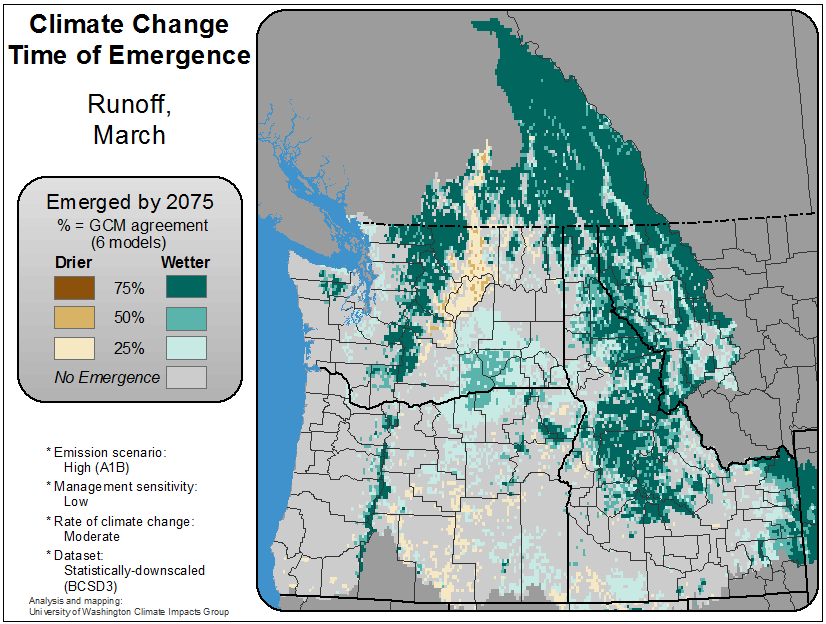 Climate Change
Time of Emergence
Runoff,
March
Emerged by 2075
% = GCM agreement
(6 models)
Drier Wetter
75%
50%
25%
No Emergence
* Emission scenario:
High (A1B)
* Management sensitivity:
Low
* Rate of climate change:
Moderate
* Dataset:
Statistically-downscaled
(BCSD3)
Analysis and mapping:
University of Washington Climate Impacts Group